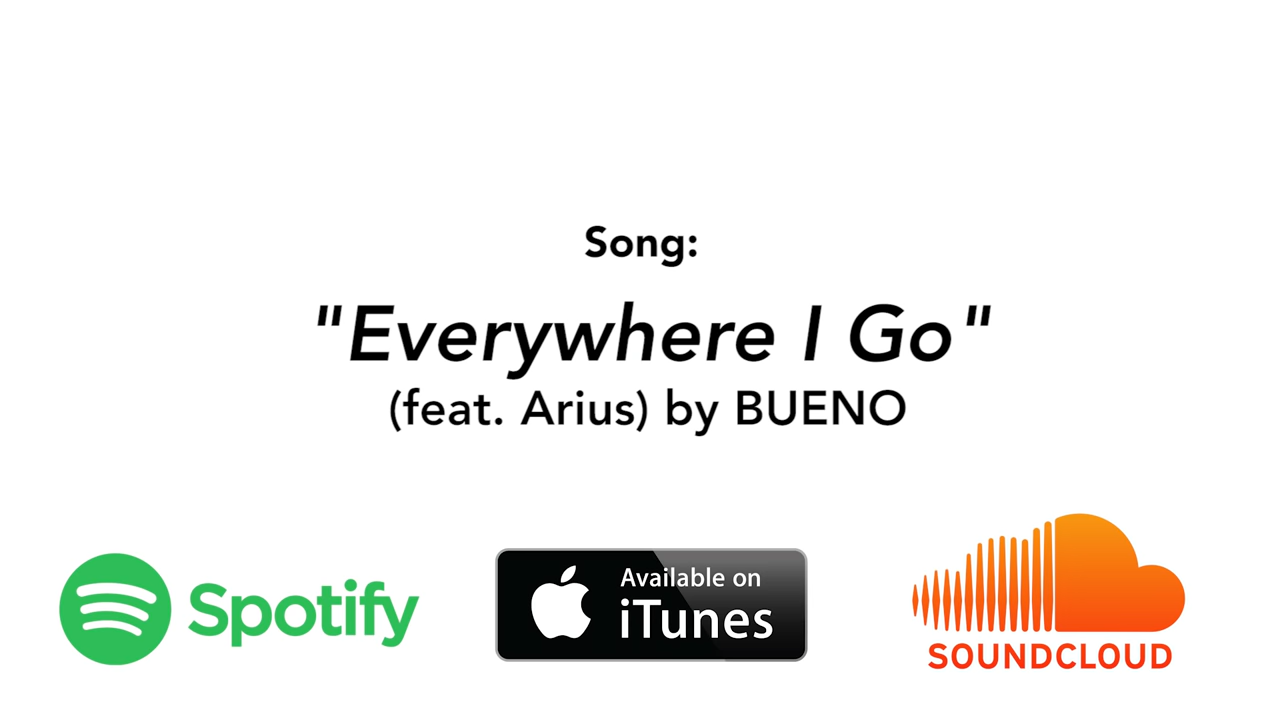 Song:
"Everywhere I Go"
(feat. Arius) by BUENO
Spotify
Available on
iTunes
SOUNDCLOUD